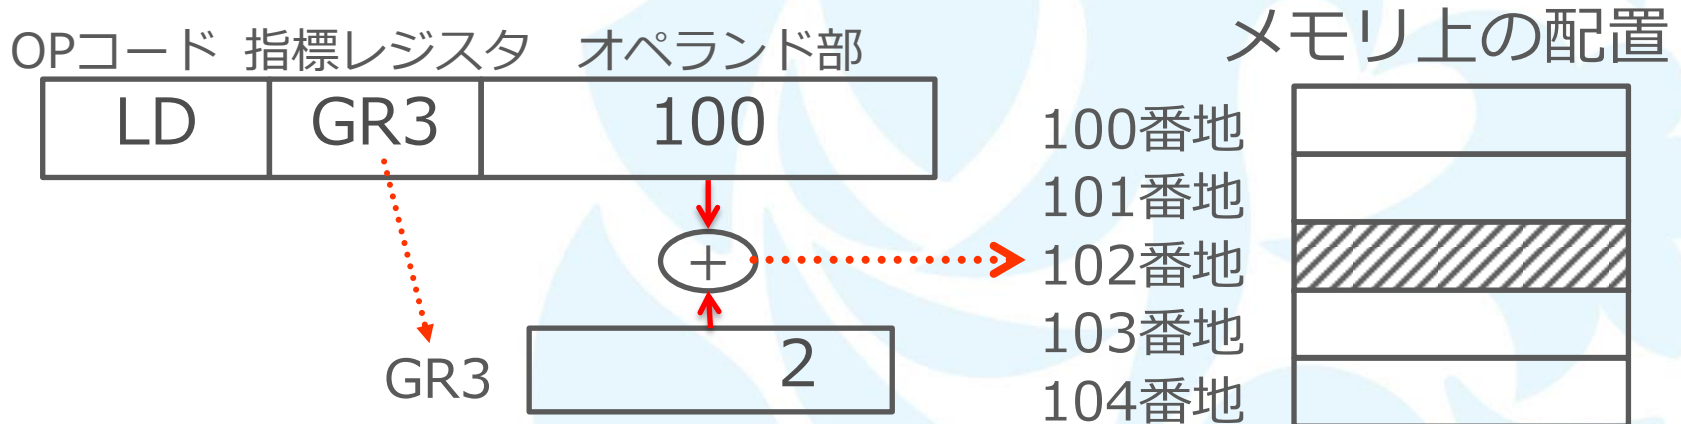 メモリ上の配置
OPコード 指標レジスタ オペランド部
LD GR3 100
100番地
101番地
+
102番地
103番地
GR3 2
104番地